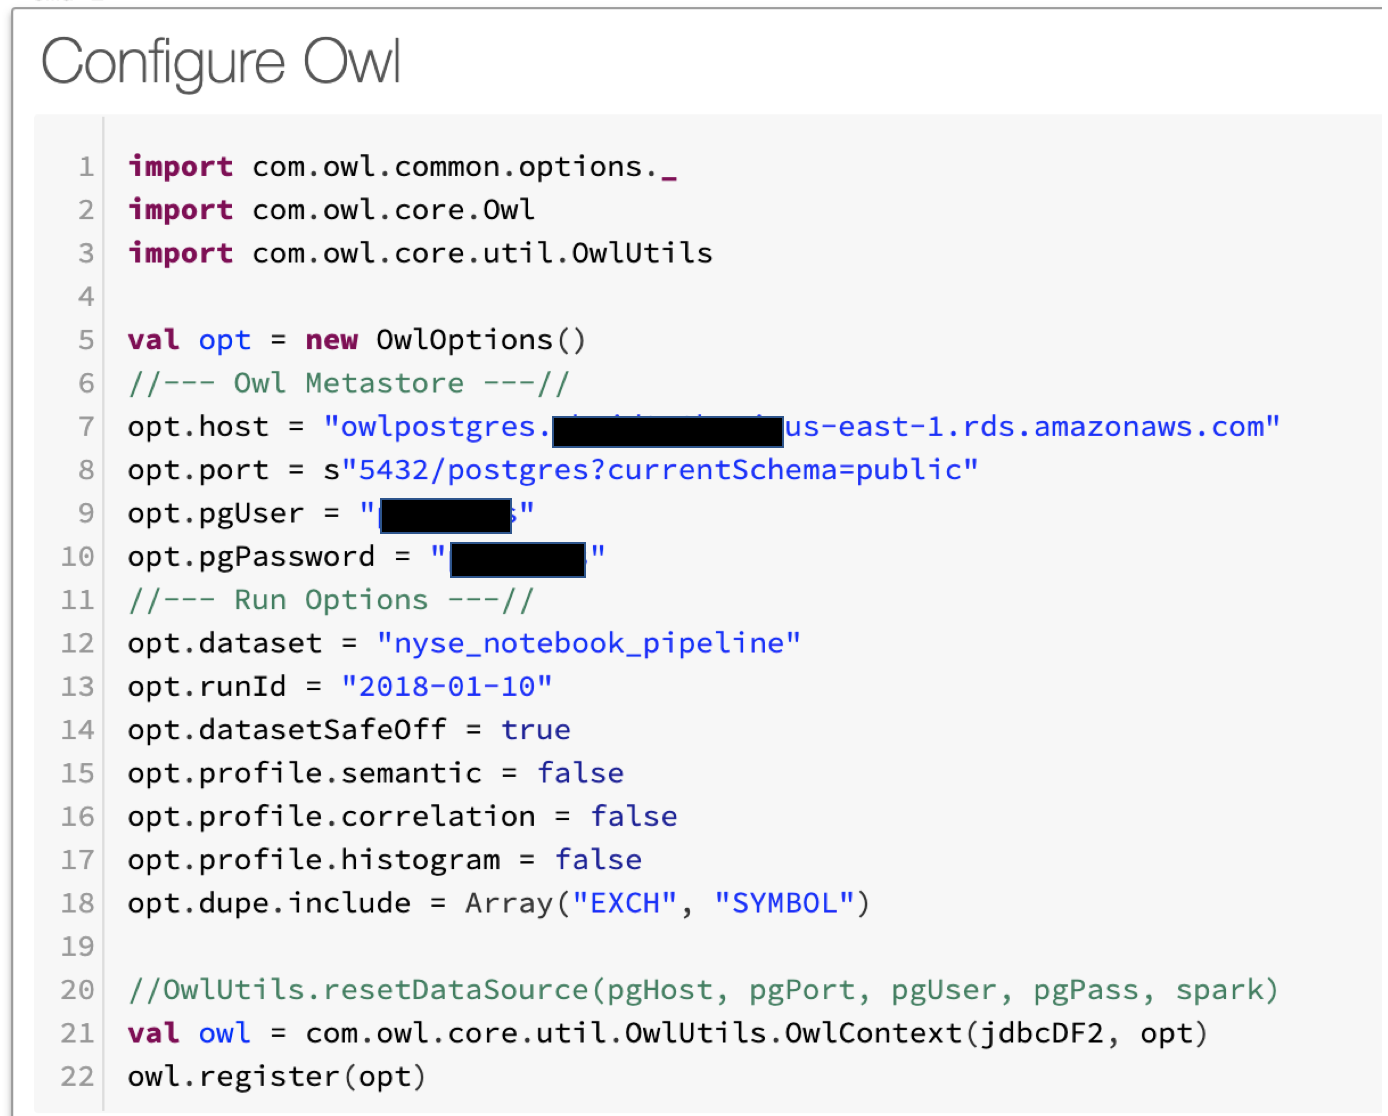 Configure Owl
1 import com.owl.common.options._
2 import com.owl.core.Owl
3 import com.owl.core.util.OwlUtils
4
5 val opt = new OwlOptions()
6 //--- Owl Metastore ---//
7 opt.host = "owlpostgres. us-east-1.rds.amazonaws.com"
8 opt.port = s"5432/postgres?currentSchema=public"
9 opt.pgUser = " "
10 opt.pgPassword = " "
11 //--- Run Options ---//
12 opt.dataset = "nyse_notebook_pipeline"
13 opt.runId = "2018-01-10"
14 opt.datasetSafeOff = true
15 opt.profile.semantic = false
16 opt.profile.correlation = false
17 opt.profile.histogram = false
18 opt.dupe.include = Array("EXCH", "SYMBOL")
19
20 //OwlUtils.resetDataSource(pgHost, pgPort, pgUser, pgPass, spark)
21 val owl = com.owl.core.util.OwlUtils.OwlContext(jdbcDF2, opt)
22 owl.register(opt)